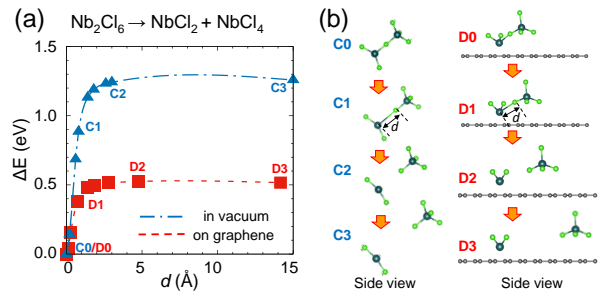 (a)
Nb₂Cl₆ → NbCl₂ + NbCl₄
1.5
1.0
0.5
0.0
ΔE (eV)
C1
C2
C3
D1
D2
D3
C0/D0
in vacuum
on graphene
0
5
10
15
d (Å)
(b)
C0
C1
d
C2
C3
Side view
D0
D1
d
D2
D3
Side view